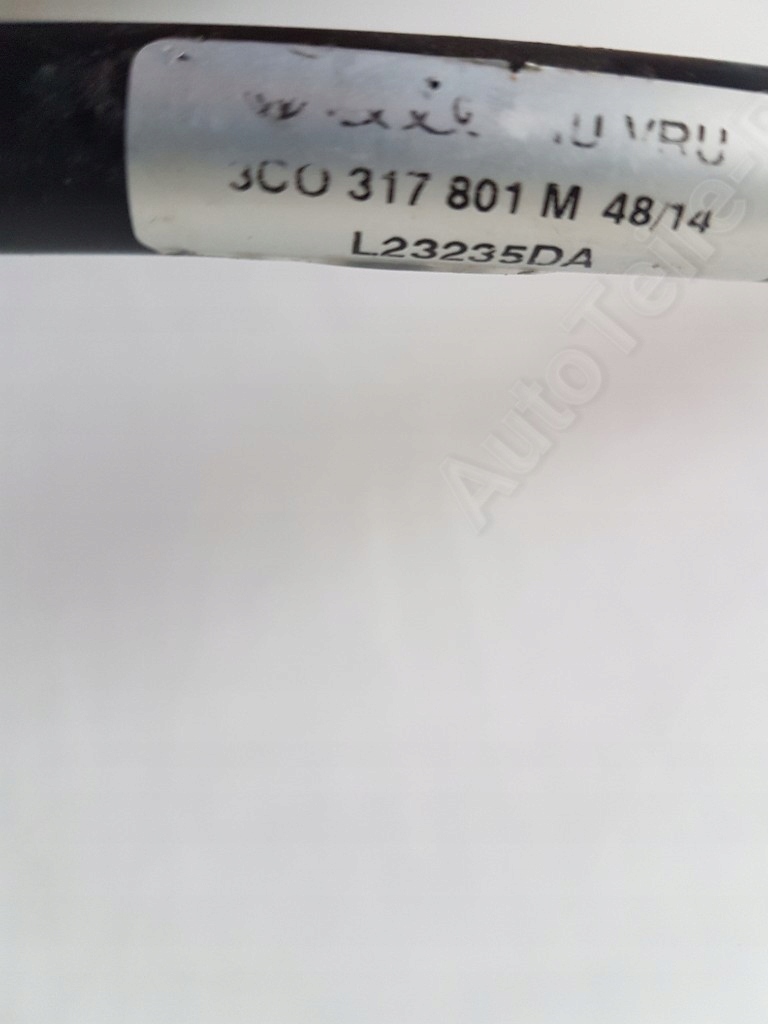 VRU
3C0 317 801 M 48/14
L23235DA
AutoTeile-